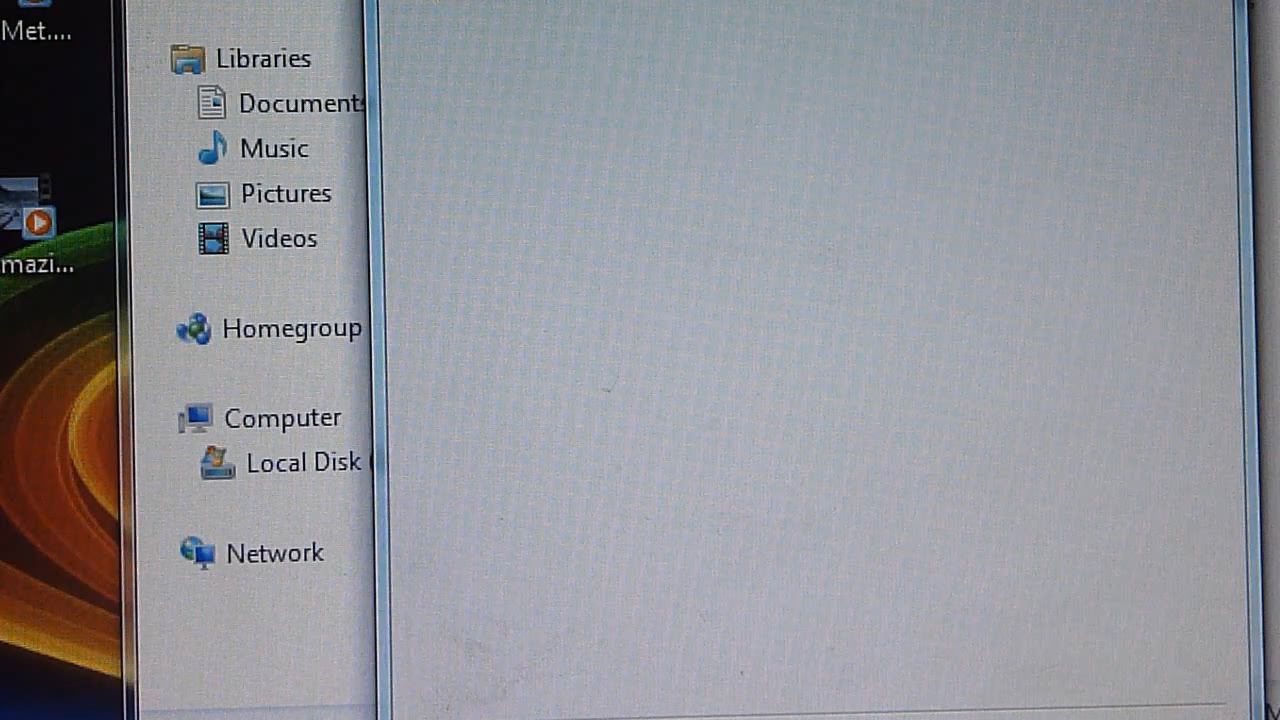 Met....
mazi...
Libraries
Documents
Music
Pictures
Videos
Homegroup
Computer
Local Disk (
Network